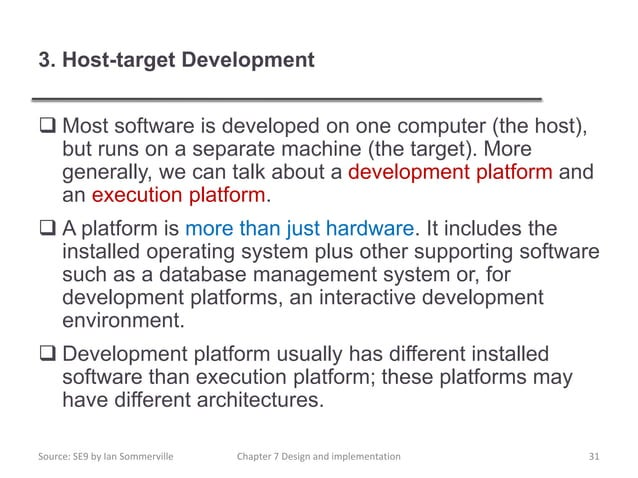 3. Host-target Development
❑ Most software is developed on one computer (the host),
but runs on a separate machine (the target). More
generally, we can talk about a development platform and
an execution platform.
❑ A platform is more than just hardware. It includes the
installed operating system plus other supporting software
such as a database management system or, for
development platforms, an interactive development
environment.
❑ Development platform usually has different installed
software than execution platform; these platforms may
have different architectures.
Source: SE9 by Ian Sommerville Chapter 7 Design and implementation 31